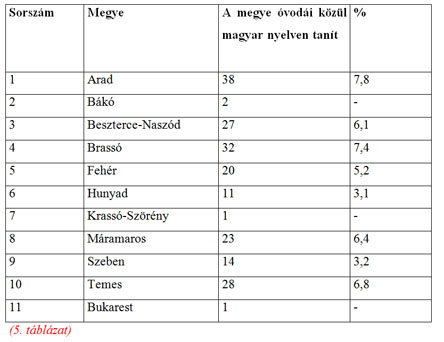 Sorszám Megye A megye óvodái közül %
magyar nyelven tanít
1 Arad 38 7,8
2 Bákó 2 -
3 Beszterce-Naszód 27 6,1
4 Brassó 32 7,4
5 Fehér 20 5,2
6 Hunyad 11 3,1
7 Krassó-Szörény 1 -
8 Máramaros 23 6,4
9 Szeben 14 3,2
10 Temes 28 6,8
11 Bukarest 1 -
(5. táblázat)